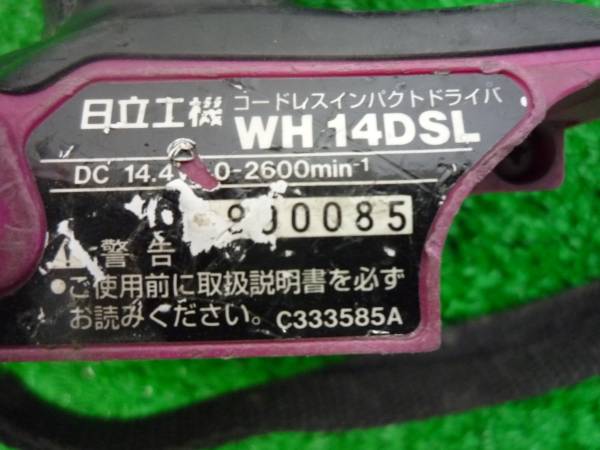 日立工機 コードレスインパクトドライバ
WH 14DSL
DC 14.4 0-2600min-1
警告
•ご使用前に取扱説明書を必ず
お読みください。 C333585A